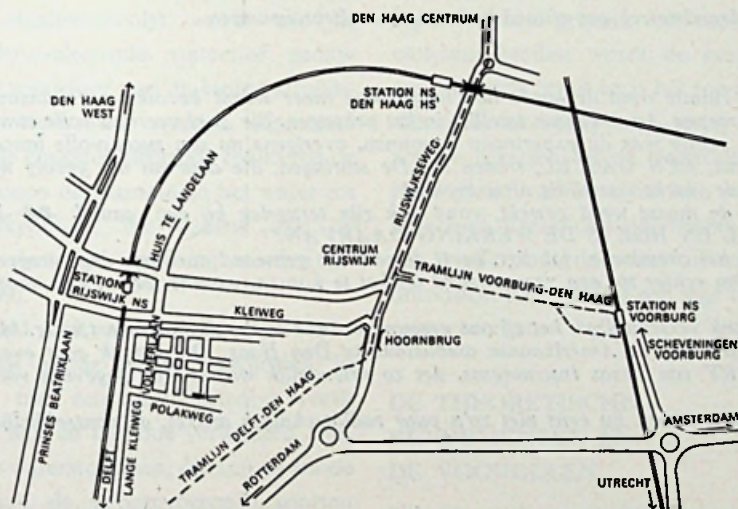 DEN HAAG CENTRUM
STATION NS
DEN HAAG HS
DEN HAAG
WEST
RIJSWIJKSEWEG
HUIS TE LANDELAAN
CENTRUM
RIJSWIJK
TRAMLIJN VOORBURG-DEN HAAG
STATION
RIJSWIJK NS
KLEIWEG
STATION NS
VOORBURG
HOORNBRUG
SCHEVENINGEN
VOORBURG
VOLMERLAAN
POLAKWEG
PRINSES BEATRIXLAAN
DELFT
LANGE KLEIWEG
TRAMLIJN DELFT-DEN HAAG
ROTTERDAM
AMSTERDAM
UTRECHT